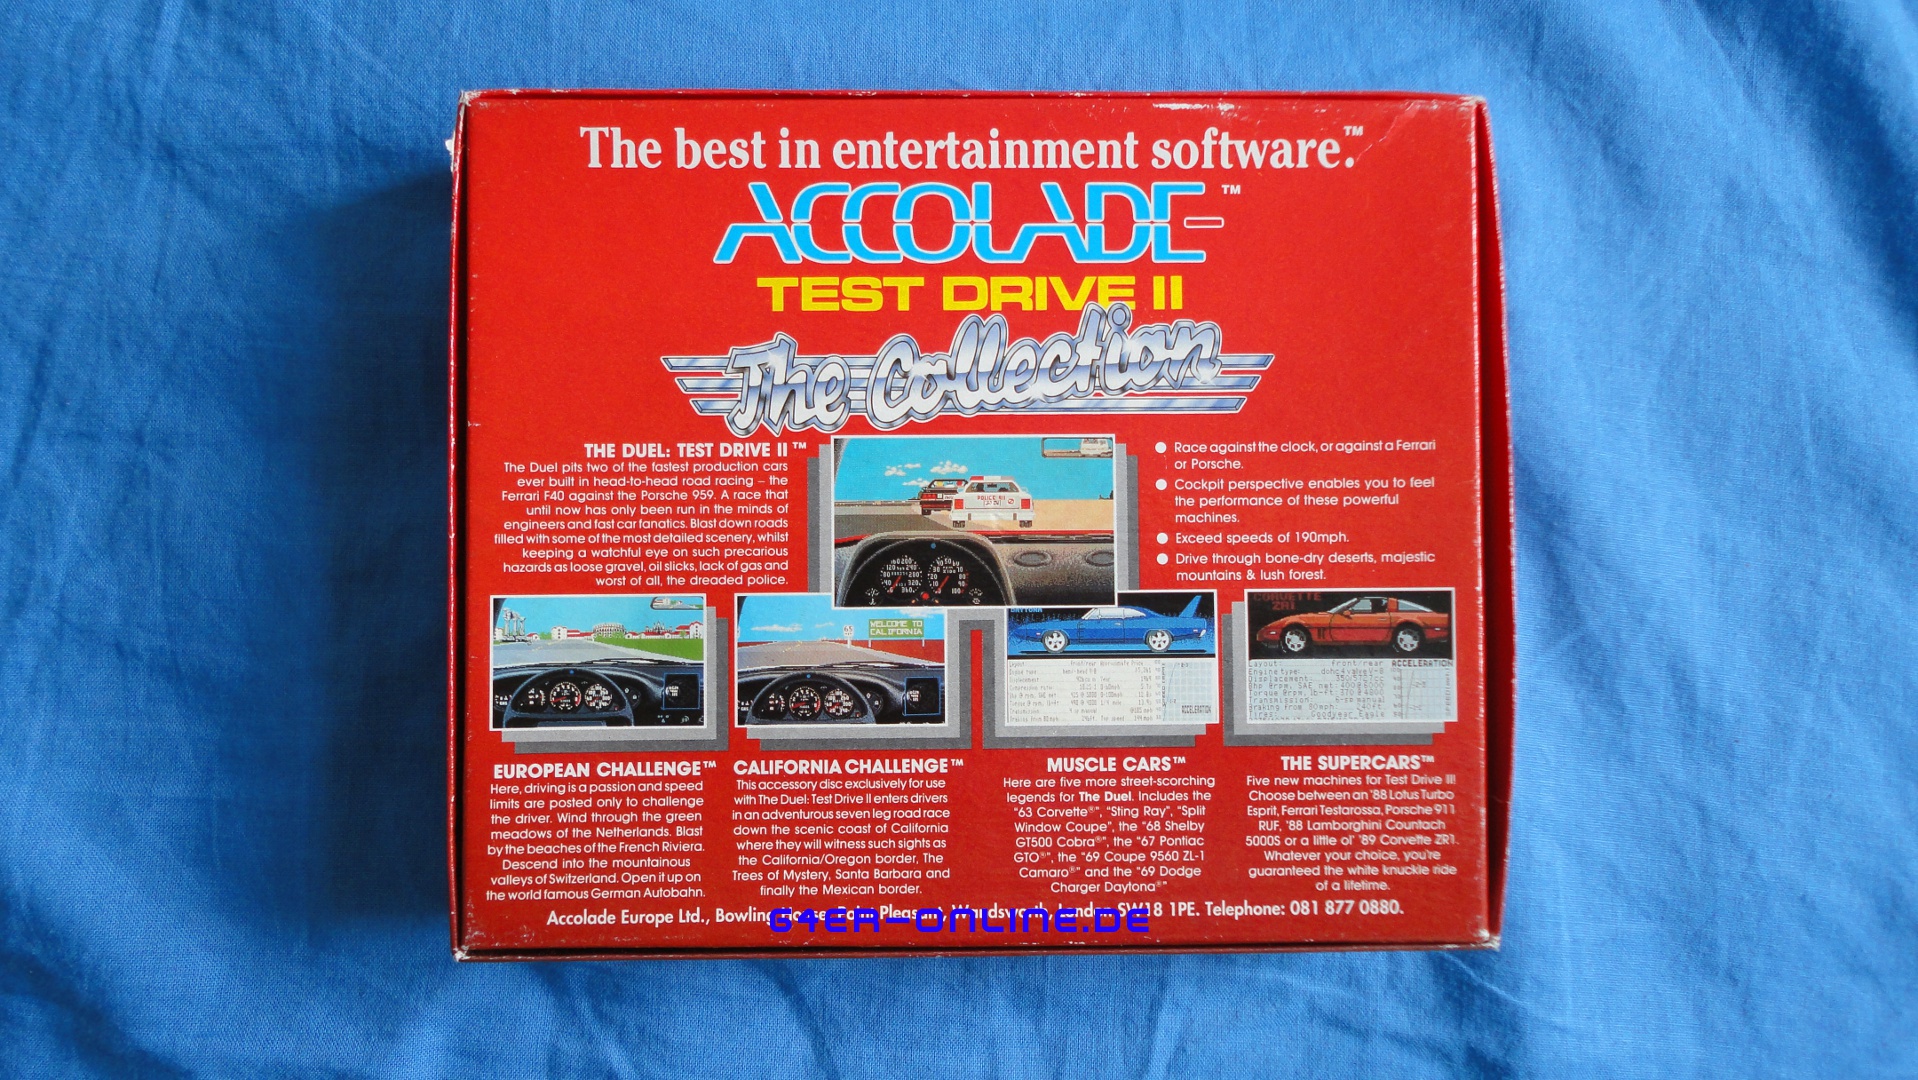 The best in entertainment software.™
ACCOLADE™
TEST DRIVE II
The Collection
THE DUEL: TEST DRIVE II™
The Duel pits two of the fastest production cars
ever built in head-to-head road racing – the
Ferrari F40 against the Porsche 959. A race that
until now has only been run in the minds of
engineers and fast car fanatics. Blast down roads
filled with some of the most detailed scenery, whilst
keeping a watchful eye on such precarious
hazards as loose gravel, oil slicks, lack of gas and
worst of all, the dreaded police.
POLICE 911
● Race against the clock, or against a Ferrari
or Porsche.
● Cockpit perspective enables you to feel
the performance of these powerful
machines.
● Exceed speeds of 190mph.
● Drive through bone-dry deserts, majestic
mountains & lush forest.
WELCOME TO
CALIFORNIA
DAYTONA
ACCELERATION
CORVETTE
ZR1
Layout: front/rear
ACCELERATION
Engine type: dohc
Displacement
EUROPEAN CHALLENGE™
Here, driving is a passion and speed
limits are posted only to challenge
the driver. Wind through the green
meadows of the Netherlands. Blast
by the beaches of the French Riviera.
Descend into the mountainous
valleys of Switzerland. Open it up on
the world famous German Autobahn.
CALIFORNIA CHALLENGE™
This accessory disc exclusively for use
with The Duel: Test Drive II enters drivers
in an adventurous seven leg road race
down the scenic coast of California
where they will witness such sights as
the California/Oregon border, The
Trees of Mystery, Santa Barbara and
finally the Mexican border.
MUSCLE CARS™
Here are five more street-scorching
legends for The Duel. Includes the
"63 Corvette®", "Sting Ray", "Split
Window Coupe", the "68 Shelby
GT500 Cobra®", the "67 Pontiac
GTO®", the "69 Coupe 9560 ZL-1
Camaro®" and the "69 Dodge
Charger Daytona®"
THE SUPERCARS™
Five new machines for Test Drive II!
Choose between an '88 Lotus Turbo
Esprit, Ferrari Testarossa, Porsche 911
RUF, '88 Lamborghini Countach
5000S or a little ol' '89 Corvette ZR1.
Whatever your choice, you're
guaranteed the white knuckle ride
of a lifetime.
Accolade Europe Ltd., Bowling House, Point Pleasant, Wandsworth, London SW18 1PE. Telephone: 081 877 0880.
64ER-ONLINE.DE